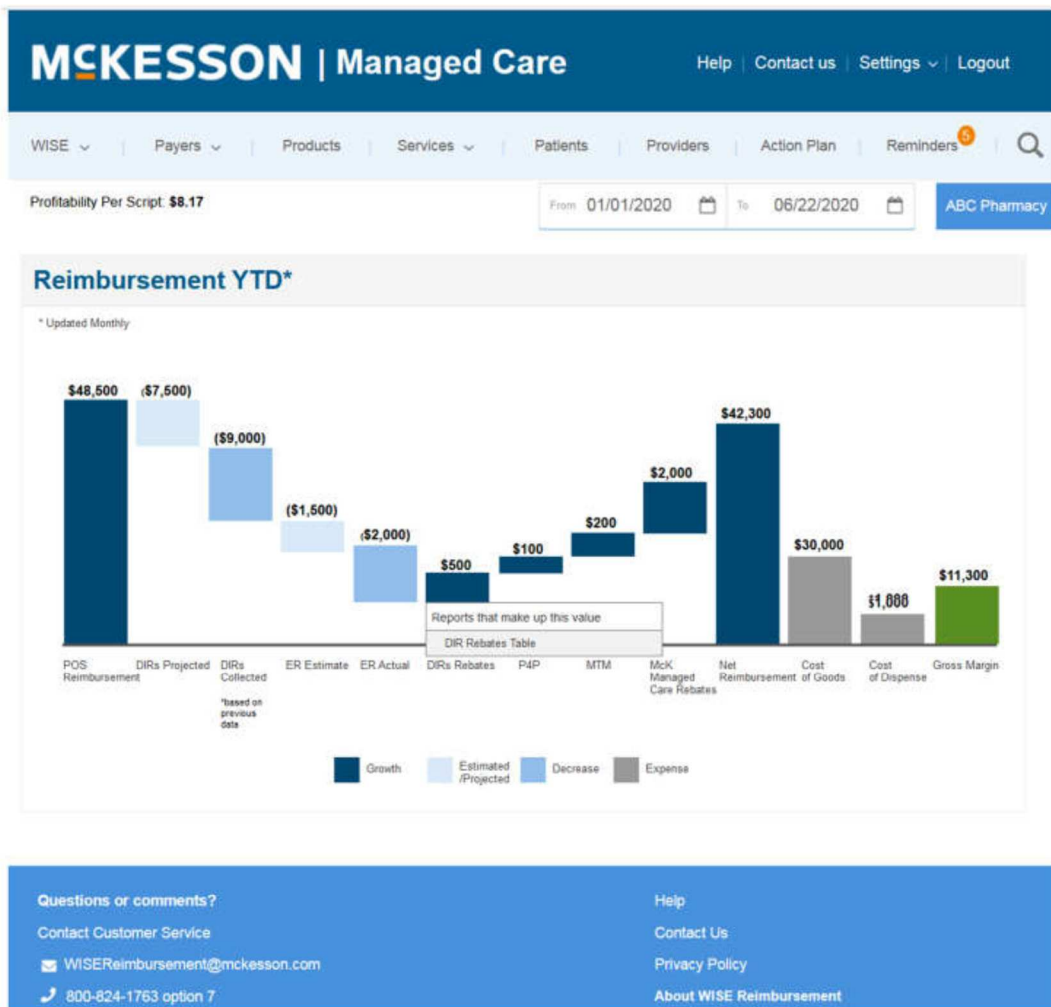 MCKESSON | Managed Care
Help | Contact us | Settings | Logout
WISE | Payers | Products | Services | Patients | Providers | Action Plan | Reminders 5
Profitability Per Script: $8.17
From 01/01/2020 To 06/22/2020
ABC Pharmacy
Reimbursement YTD*
* Updated Monthly
$48,500
($7,500)
($9,000)
($1,500)
($2,000)
$500
$100
$200
$2,000
$42,300
$30,000
$11,300
Reports that make up this value
DIR Rebates Table
POS
Reimbursement
DIRs Projected
DIRs
Collected
*based on
previous
data
ER Estimate
ER Actual
DIRs Rebates
P4P
MTM
McK
Managed
Care Rebates
Net
Reimbursement
Cost
of Goods
Cost
of Dispense
Gross Margin
Growth
Estimated
/Projected
Decrease
Expense
Questions or comments?
Contact Customer Service
WISEReimbursement@mckesson.com
800-824-1763 option 7
Help
Contact Us
Privacy Policy
About WISE Reimbursement